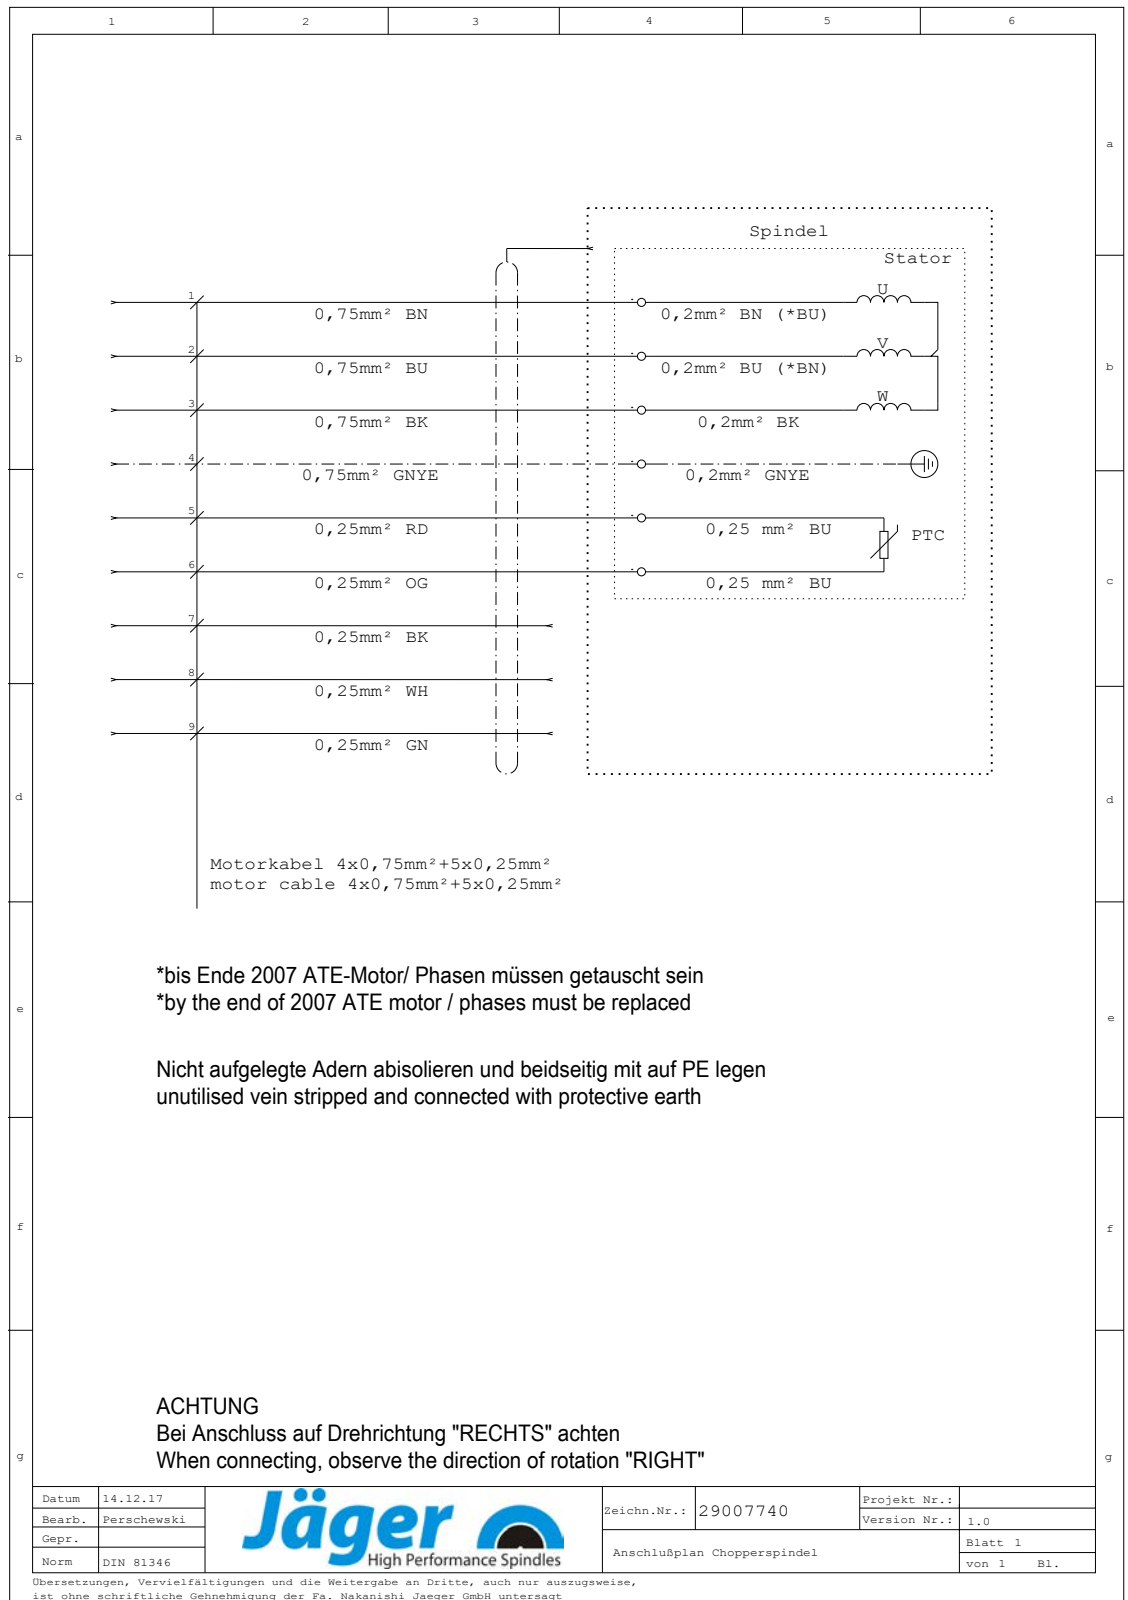 1 2 3 4 5 6
a a
Spindel
Stator
1 U
0,75mm² BN 0,2mm² BN (*BU)
2 V
b 0,75mm² BU 0,2mm² BU (*BN) b
3 W
0,75mm² BK 0,2mm² BK
4
0,75mm² GNYE 0,2mm² GNYE
5
0,25mm² RD 0,25 mm² BU PTC
6
c 0,25mm² OG 0,25 mm² BU c
7
0,25mm² BK
8
0,25mm² WH
9
0,25mm² GN
d d
Motorkabel 4x0,75mm²+5x0,25mm²
motor cable 4x0,75mm²+5x0,25mm²
*bis Ende 2007 ATE-Motor/ Phasen müssen getauscht sein
*by the end of 2007 ATE motor / phases must be replaced
e e
Nicht aufgelegte Adern abisolieren und beidseitig mit auf PE legen
unutilised vein stripped and connected with protective earth
f f
ACHTUNG
Bei Anschluss auf Drehrichtung "RECHTS" achten
When connecting, observe the direction of rotation "RIGHT"
g g
Datum 14.12.17
Bearb. Perschewski
Gepr.
Norm DIN 81346
Jäger
High Performance Spindles
Zeichn.Nr.: 29007740
Anschlußplan Chopperspindel
Projekt Nr.:
Version Nr.: 1.0
Blatt 1
von 1 Bl.
Übersetzungen, Vervielfältigungen und die Weitergabe an Dritte, auch nur auszugsweise,
ist ohne schriftliche Gehnehmigung der Fa. Nakanishi Jaeger GmbH untersagt